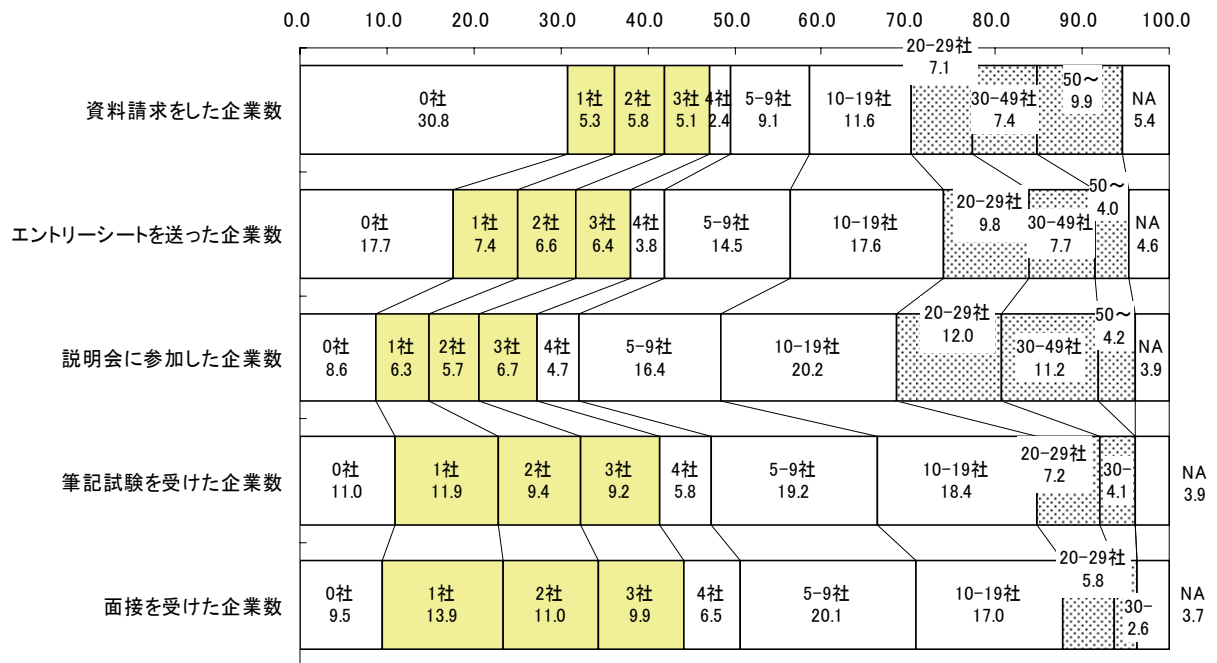 0.0 10.0 20.0 30.0 40.0 50.0 60.0 70.0 80.0 90.0 100.0
資料請求をした企業数
0社 1社 2社 3社 4社 5-9社 10-19社 20-29社 30-49社 50～ NA
30.8 5.3 5.8 5.1 2.4 9.1 11.6 7.1 7.4 9.9 5.4
エントリーシートを送った企業数
0社 1社 2社 3社 4社 5-9社 10-19社 20-29社 30-49社 50～ NA
17.7 7.4 6.6 6.4 3.8 14.5 17.6 9.8 7.7 4.0 4.6
説明会に参加した企業数
0社 1社 2社 3社 4社 5-9社 10-19社 20-29社 30-49社 50～ NA
8.6 6.3 5.7 6.7 4.7 16.4 20.2 12.0 11.2 4.2 3.9
筆記試験を受けた企業数
0社 1社 2社 3社 4社 5-9社 10-19社 20-29社 30- NA
11.0 11.9 9.4 9.2 5.8 19.2 18.4 7.2 4.1 3.9
面接を受けた企業数
0社 1社 2社 3社 4社 5-9社 10-19社 20-29社 30- NA
9.5 13.9 11.0 9.9 6.5 20.1 17.0 5.8 2.6 3.7